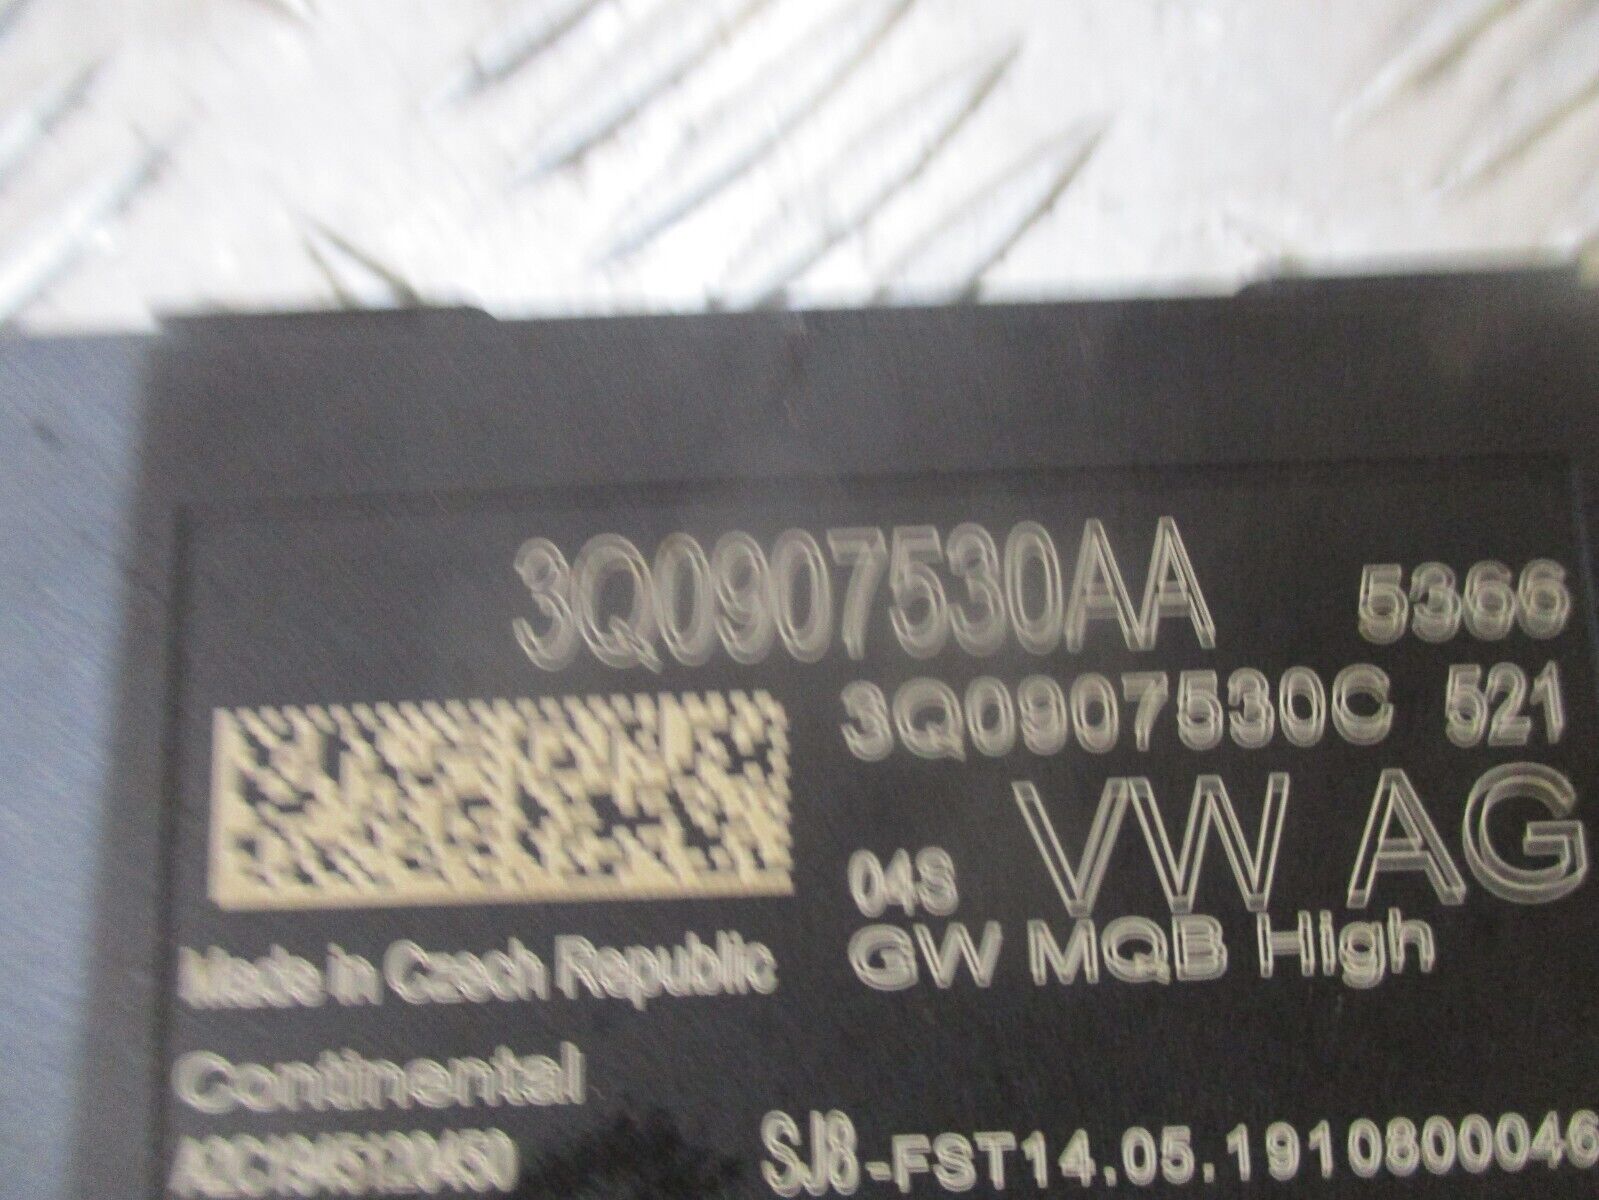 3Q0907530AA 5366
3Q0907530C 521
04S VW AG
GW MQB High
Made in Czech Republic
Continental
SJ8-FST14.05.1910800046